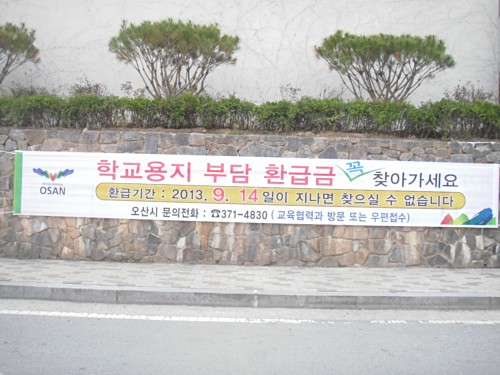 학교용지 부담 환급금 꼭 찾아가세요
OSAN
환급기간 : 2013. 9. 14일이 지나면 찾으실 수 없습니다
오산시 문의전화 : ☎371-4830 ( 교육협력과 방문 또는 우편접수)